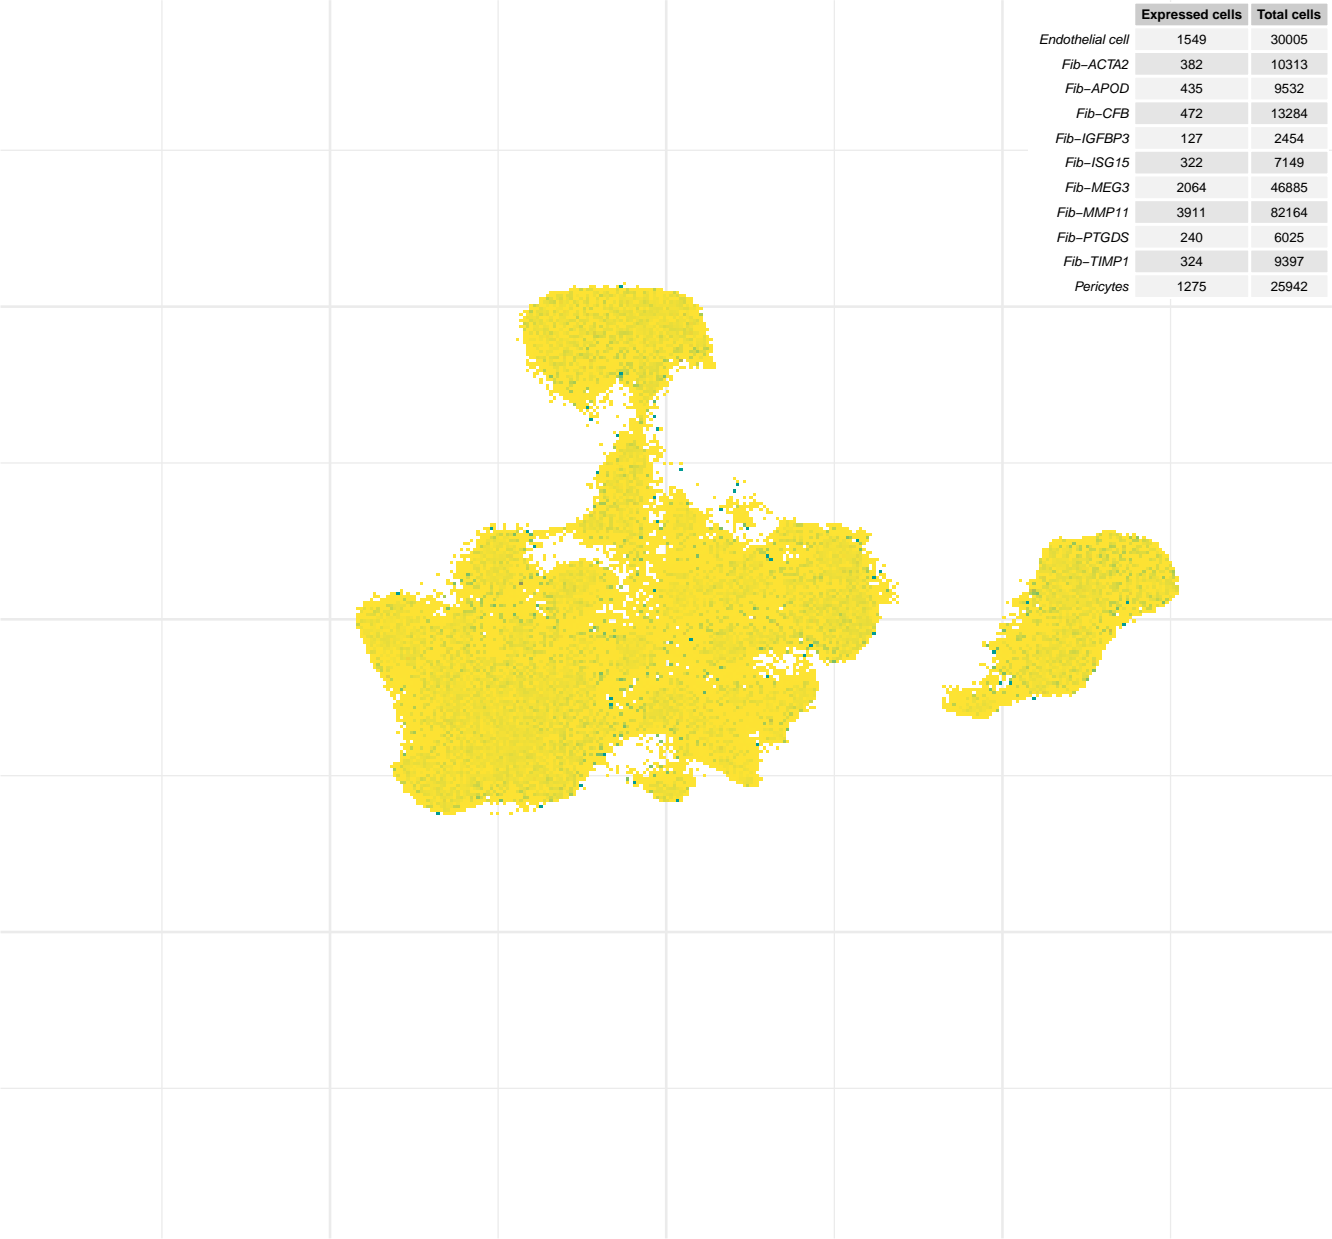 Expressed cells Total cells
Endothelial cell 1549 30005
Fib−ACTA2 382 10313
Fib−APOD 435 9532
Fib−CFB 472 13284
Fib−IGFBP3 127 2454
Fib−ISG15 322 7149
Fib−MEG3 2064 46885
Fib−MMP11 3911 82164
Fib−PTGDS 240 6025
Fib−TIMP1 324 9397
Pericytes 1275 25942